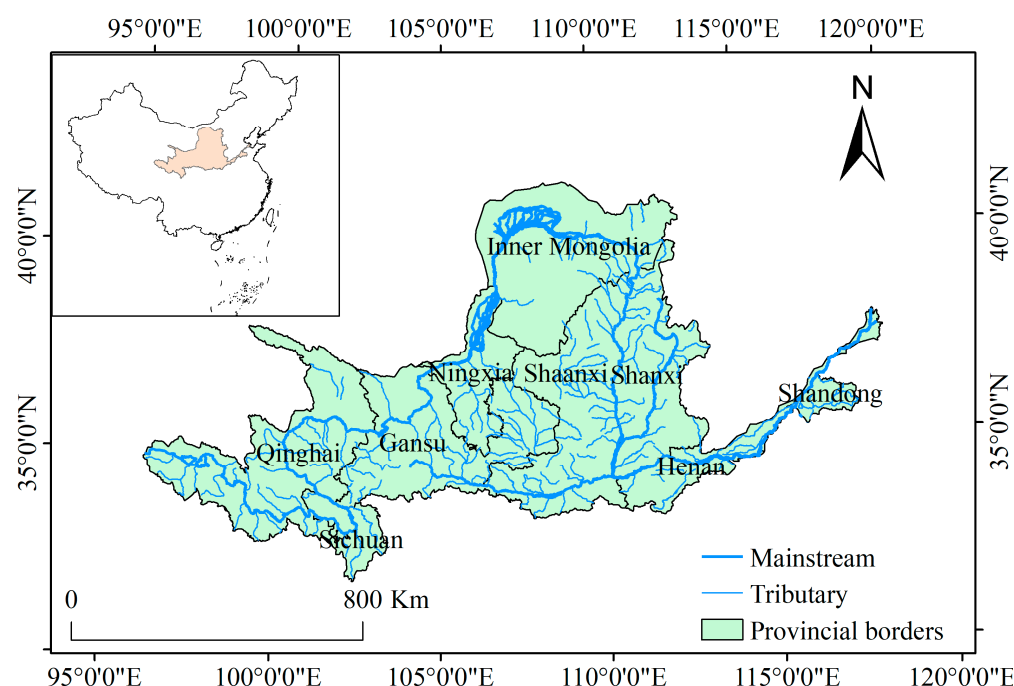 95°0'0"E 100°0'0"E 105°0'0"E 110°0'0"E 115°0'0"E 120°0'0"E
N
40°0'0"N
40°0'0"N
Inner Mongolia
Ningxia
Shaanxi
Shanxi
Shandong
35°0'0"N
35°0'0"N
Gansu
Qinghai
Henan
Sichuan
Mainstream
Tributary
Provincial borders
0 800 Km
95°0'0"E 100°0'0"E 105°0'0"E 110°0'0"E 115°0'0"E 120°0'0"E